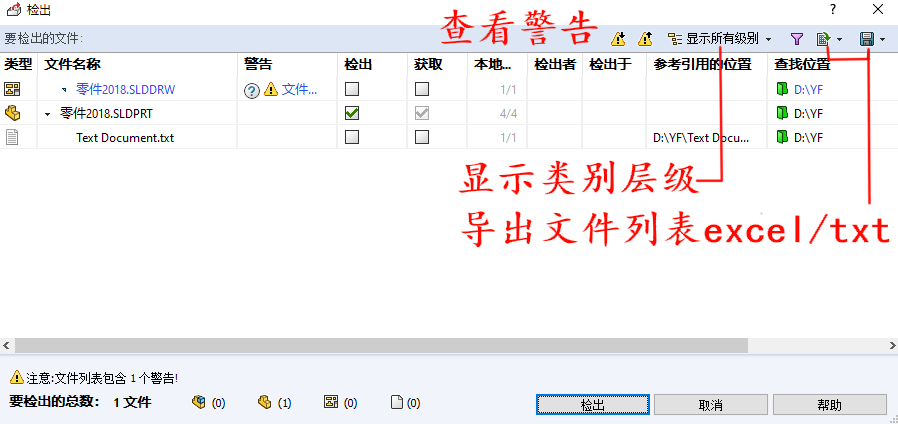 检出
?
要检出的文件:
查看警告
显示所有级别
类型 文件名称 警告 检出 获取 本地... 检出者 检出于 参考引用的位置 查找位置
零件2018.SLDDRW 文件... 1/1 D:\YF
零件2018.SLDPRT 4/4 D:\YF
Text Document.txt 1/1 D:\YF\Text Docu... D:\YF
显示类别层级
导出文件列表excel/txt
注意:文件列表包含 1 个警告!
要检出的总数: 1 文件 (0) (1) (0) (0)
检出 取消 帮助